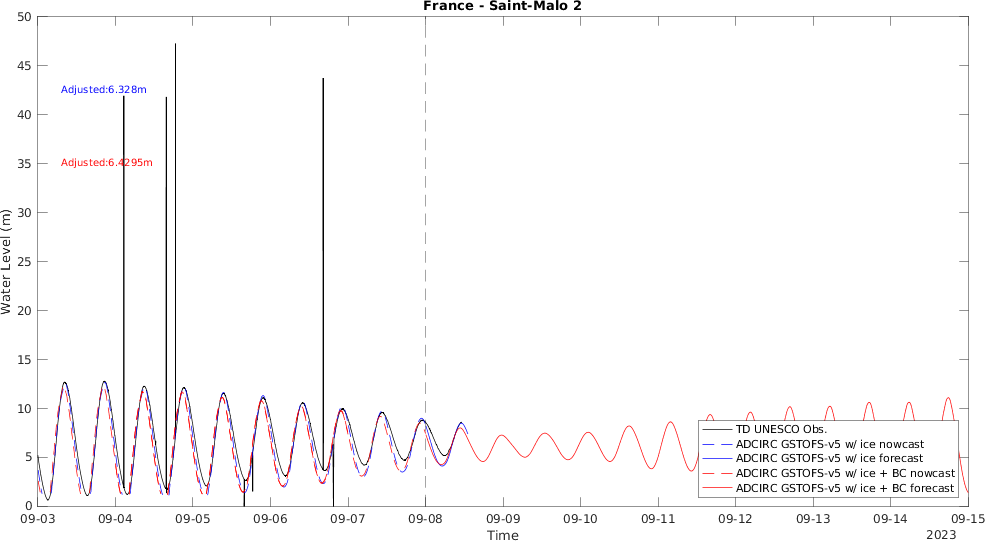 France - Saint-Malo 2
50
45
40
35
30
25
20
15
10
5
0
Water Level (m)
Adjusted:6.328m
Adjusted:6.4295m
TD UNESCO Obs.
ADCIRC GSTOFS-v5 w/ ice nowcast
ADCIRC GSTOFS-v5 w/ ice forecast
ADCIRC GSTOFS-v5 w/ ice + BC nowcast
ADCIRC GSTOFS-v5 w/ ice + BC forecast
09-03 09-04 09-05 09-06 09-07 09-08 09-09 09-10 09-11 09-12 09-13 09-14 09-15
Time
2023